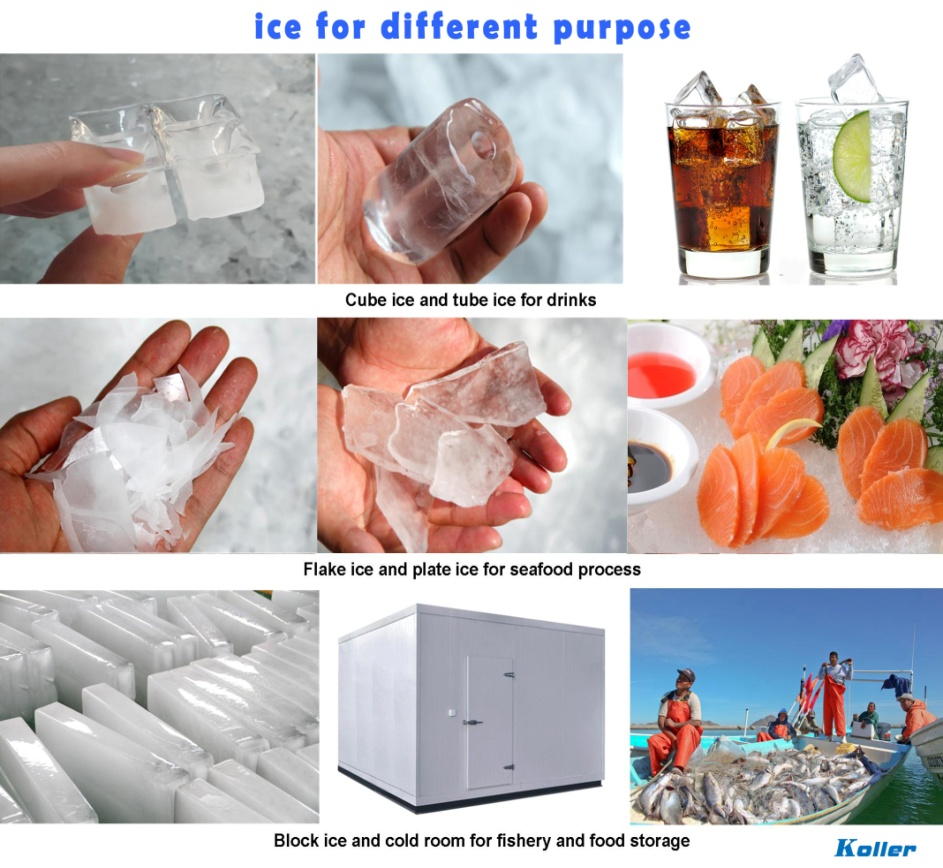 ice for different purpose
Cube ice and tube ice for drinks
Flake ice and plate ice for seafood process
Block ice and cold room for fishery and food storage
Koller